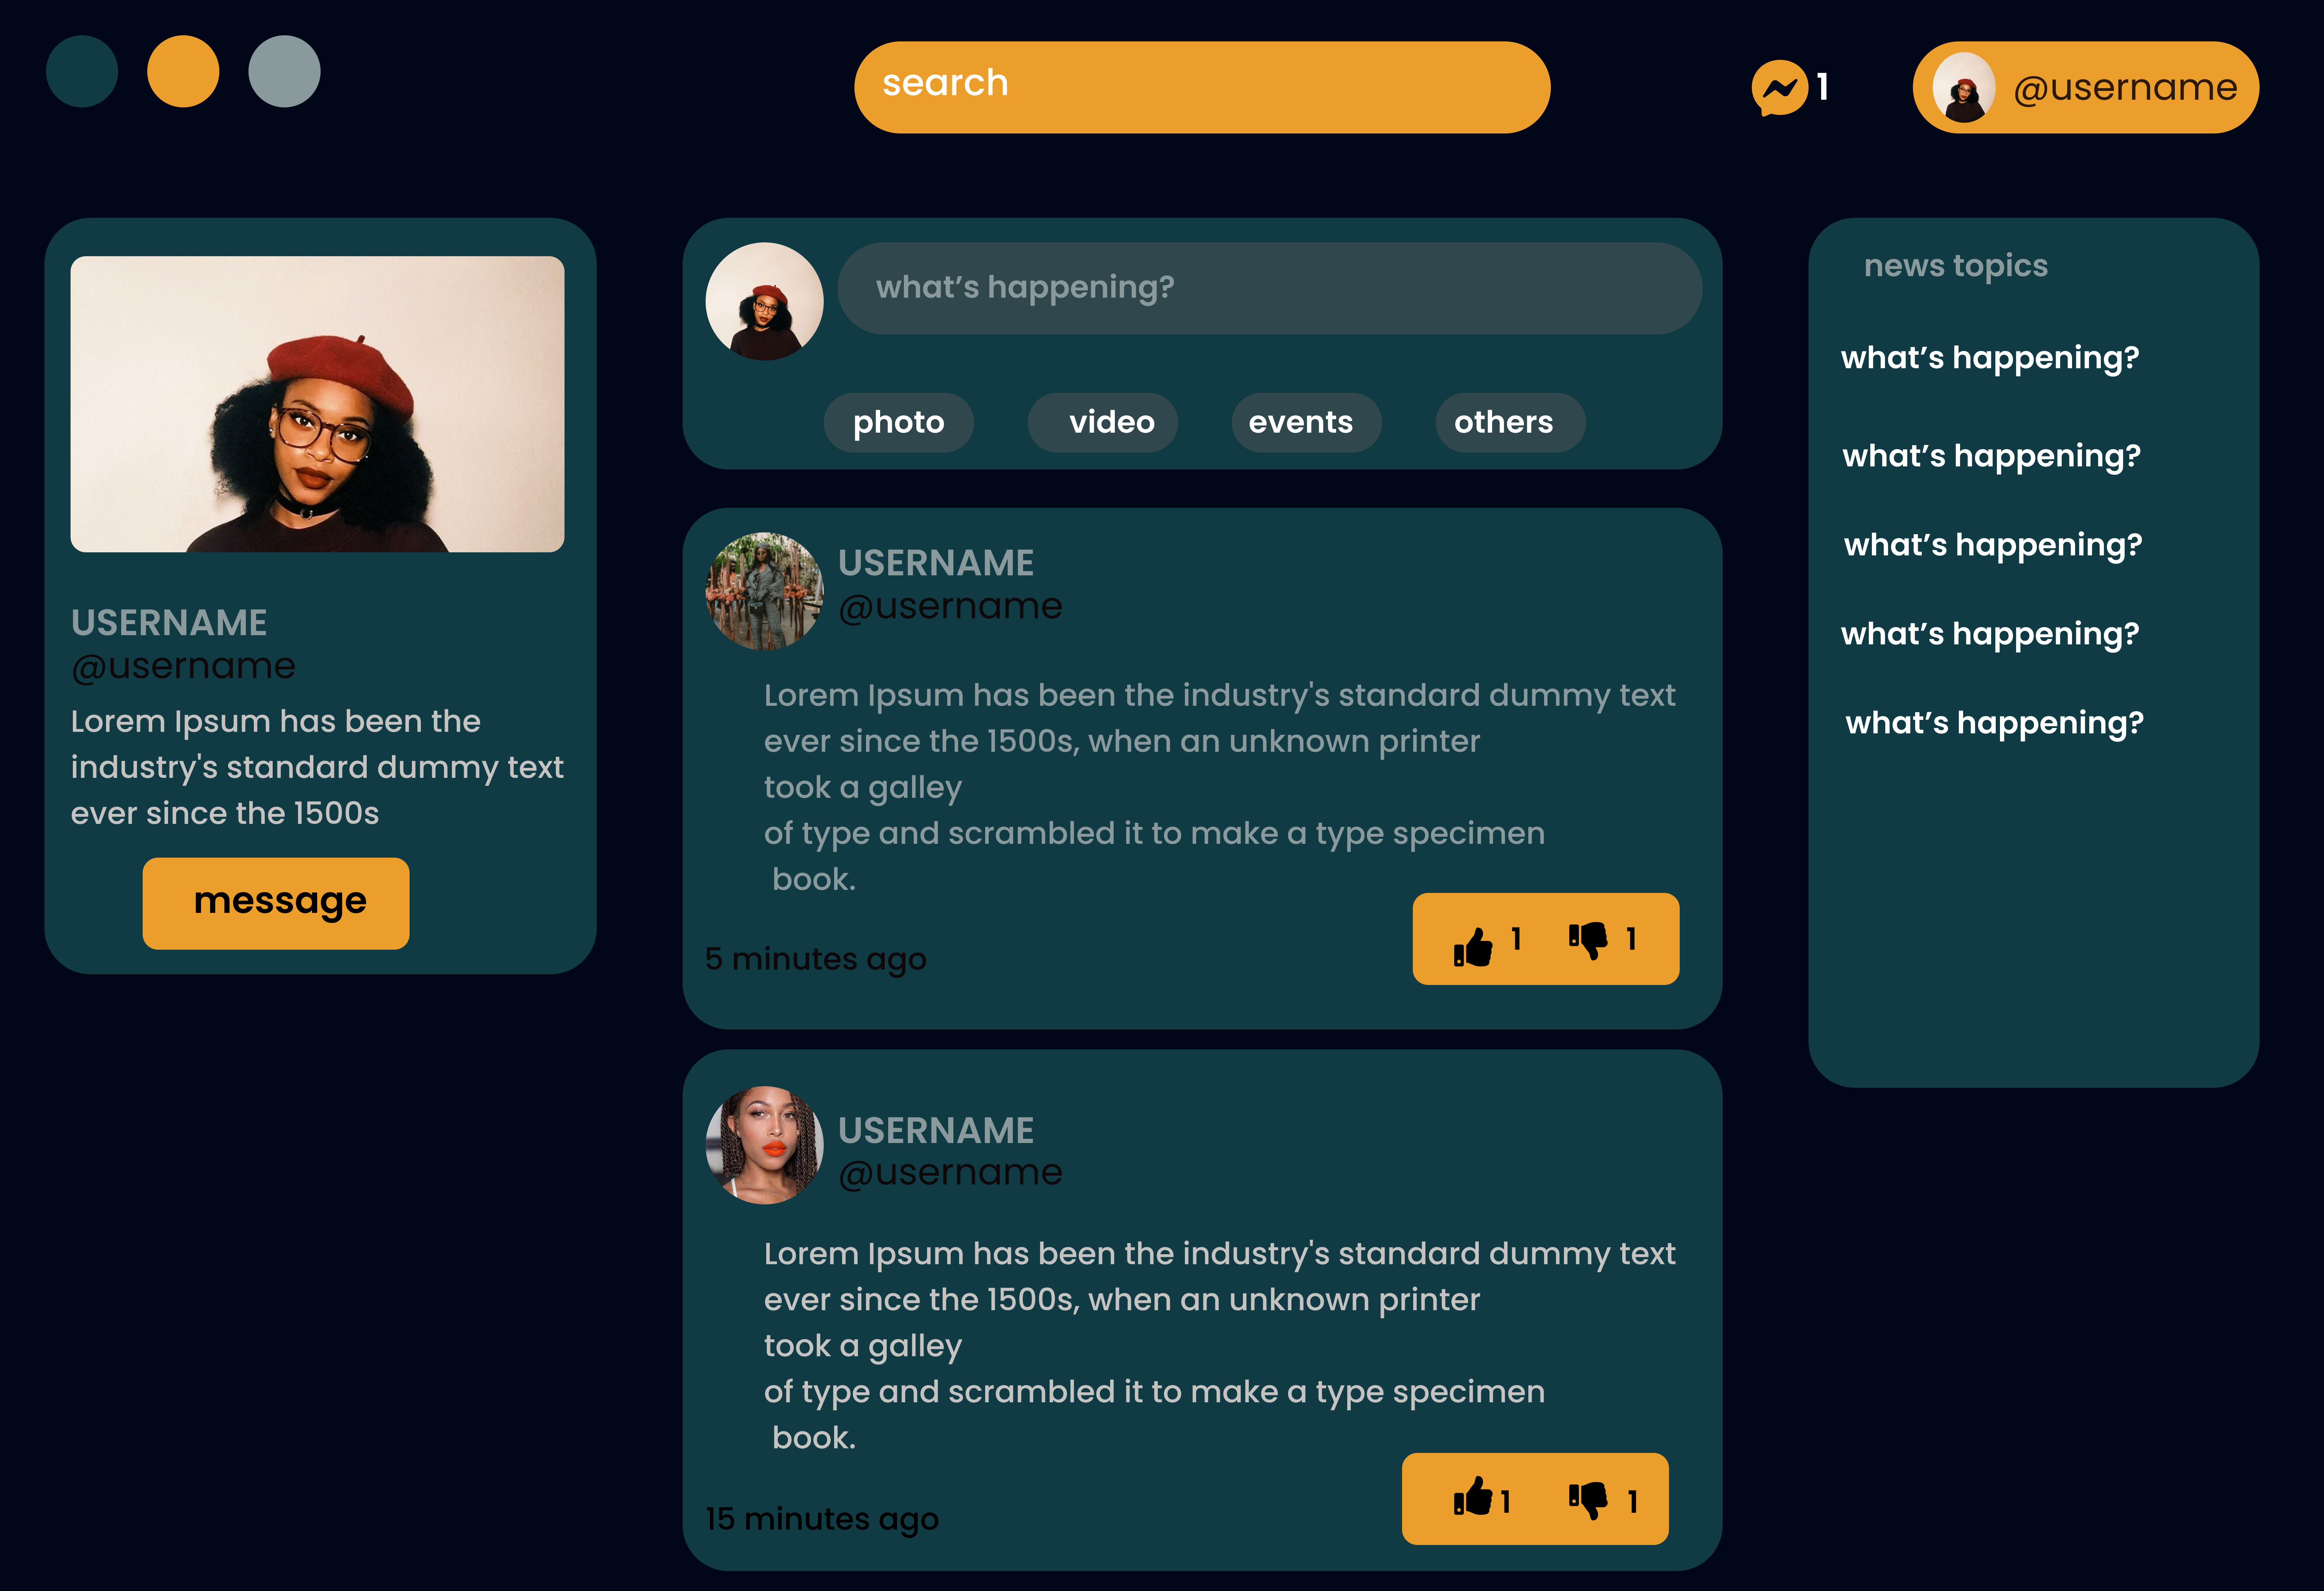 search
1
@username
USERNAME
@username
Lorem Ipsum has been the
industry's standard dummy text
ever since the 1500s
message
what’s happening?
photo video events others
USERNAME
@username
Lorem Ipsum has been the industry's standard dummy text
ever since the 1500s, when an unknown printer
took a galley
of type and scrambled it to make a type specimen
book.
5 minutes ago
1 1
USERNAME
@username
Lorem Ipsum has been the industry's standard dummy text
ever since the 1500s, when an unknown printer
took a galley
of type and scrambled it to make a type specimen
book.
15 minutes ago
1 1
news topics
what’s happening?
what’s happening?
what’s happening?
what’s happening?
what’s happening?